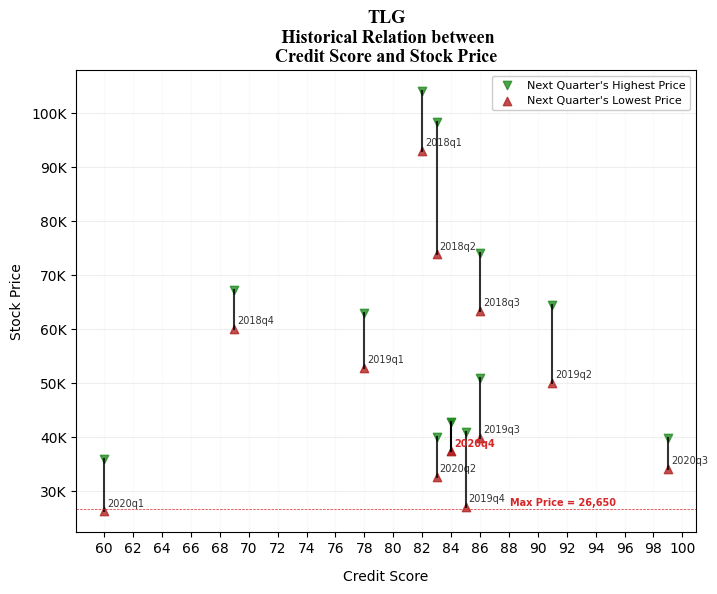 TLG
Historical Relation between
Credit Score and Stock Price
Next Quarter's Highest Price
Next Quarter's Lowest Price
Stock Price
100K
90K
80K
70K
60K
50K
40K
30K
2018q1
2018q2
2018q3
2018q4
2019q1
2019q2
2019q3
2020q4
2020q2
2020q3
2019q4
2020q1
Max Price = 26,650
60 62 64 66 68 70 72 74 76 78 80 82 84 86 88 90 92 94 96 98 100
Credit Score